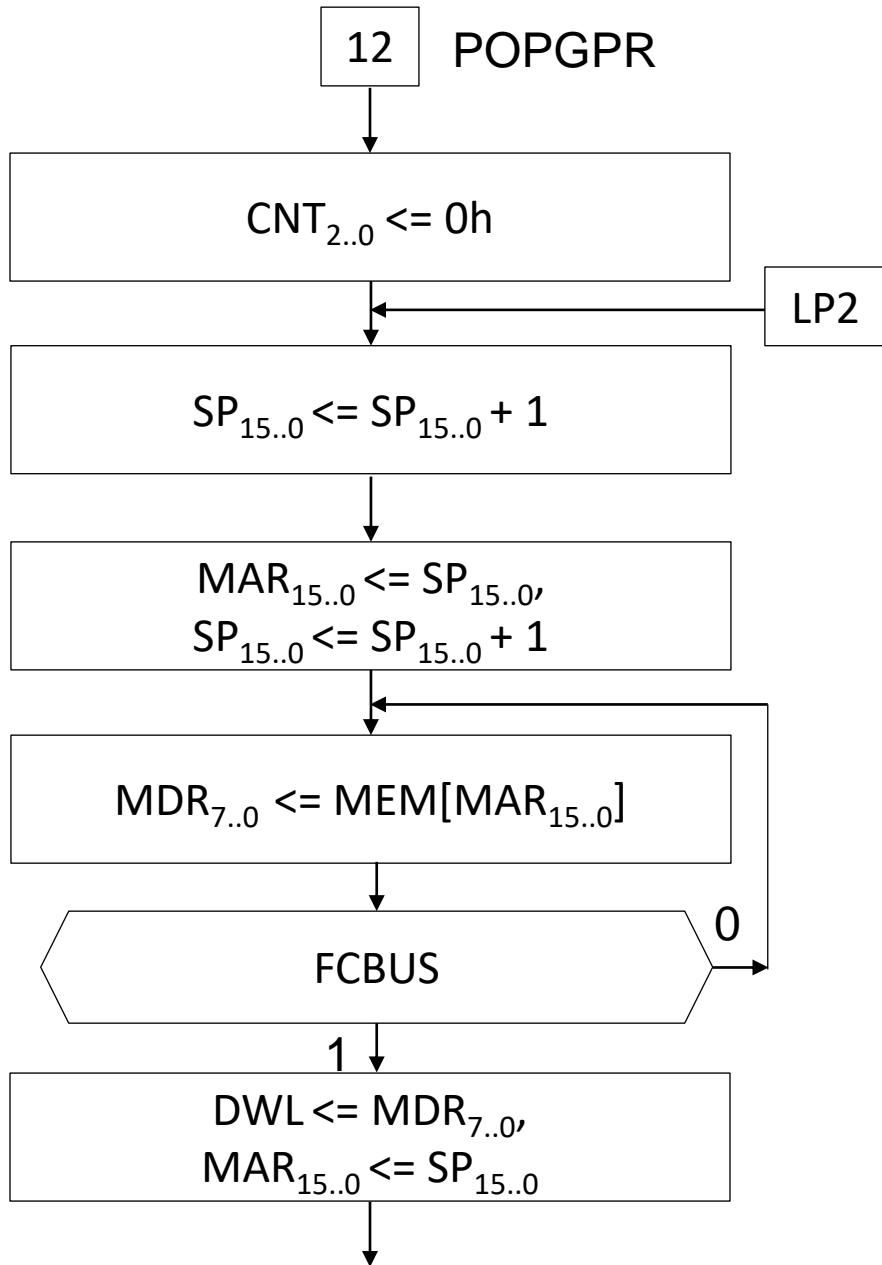 12 POPGPR
CNT2..0 <= 0h
LP2
SP15..0 <= SP15..0 + 1
MAR15..0 <= SP15..0,
SP15..0 <= SP15..0 + 1
MDR7..0 <= MEM[MAR15..0]
0
FCBUS
1
DWL <= MDR7..0,
MAR15..0 <= SP15..0